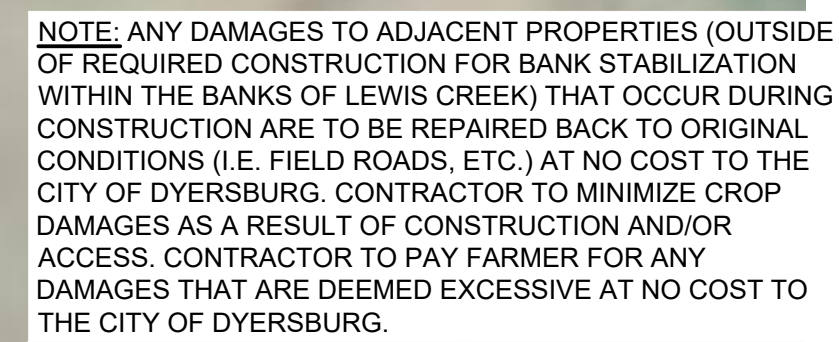 NOTE: ANY DAMAGES TO ADJACENT PROPERTIES (OUTSIDE
OF REQUIRED CONSTRUCTION FOR BANK STABILIZATION
WITHIN THE BANKS OF LEWIS CREEK) THAT OCCUR DURING
CONSTRUCTION ARE TO BE REPAIRED BACK TO ORIGINAL
CONDITIONS (I.E. FIELD ROADS, ETC.) AT NO COST TO THE
CITY OF DYERSBURG. CONTRACTOR TO MINIMIZE CROP
DAMAGES AS A RESULT OF CONSTRUCTION AND/OR
ACCESS. CONTRACTOR TO PAY FARMER FOR ANY
DAMAGES THAT ARE DEEMED EXCESSIVE AT NO COST TO
THE CITY OF DYERSBURG.